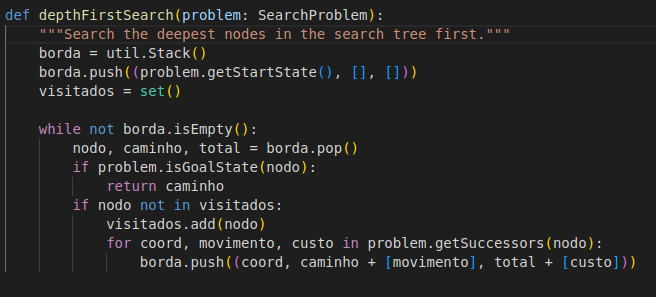 def depthFirstSearch(problem: SearchProblem):
    """Search the deepest nodes in the search tree first."""
    borda = util.Stack()
    borda.push((problem.getStartState(), [], []))
    visitados = set()

    while not borda.isEmpty():
        nodo, caminho, total = borda.pop()
        if problem.isGoalState(nodo):
            return caminho
        if nodo not in visitados:
            visitados.add(nodo)
            for coord, movimento, custo in problem.getSuccessors(nodo):
                borda.push((coord, caminho + [movimento], total + [custo]))